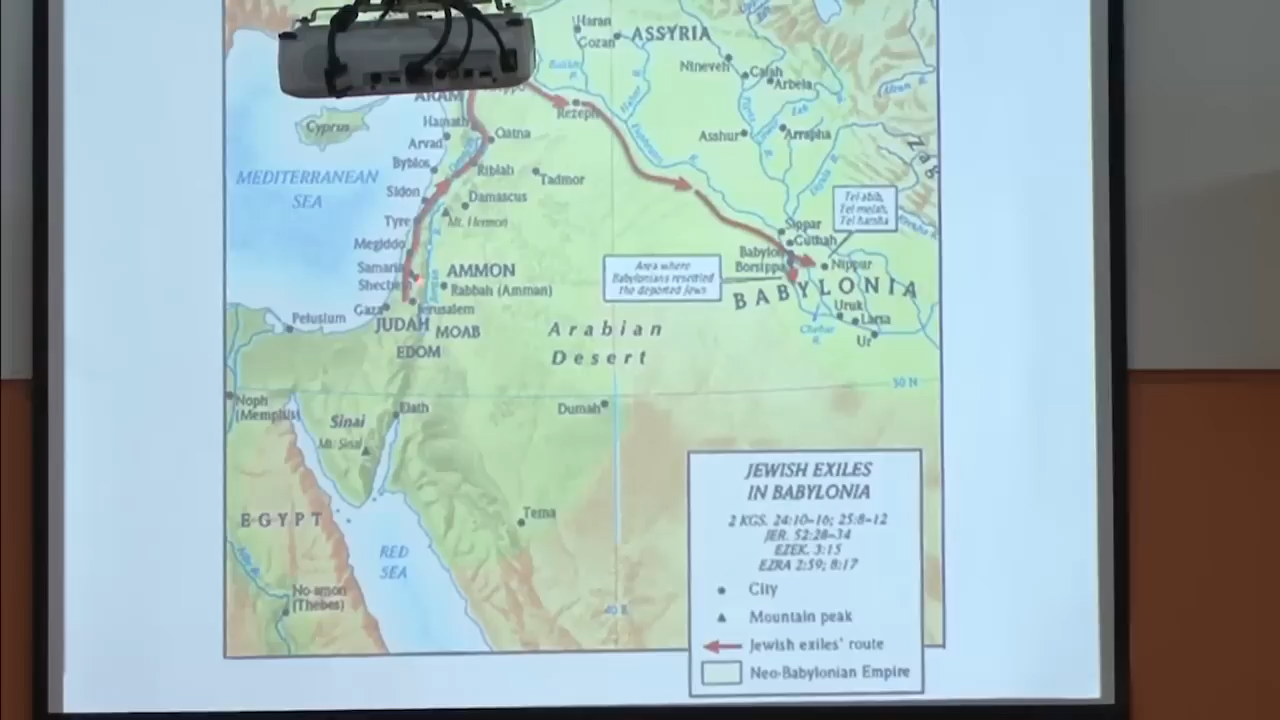 Haran
Gozan
ASSYRIA
Nineveh
Calah
Arbela
ARAM
Rezeph
Cyprus
Hamath
Qatna
Asshur
Arrapha
Arvad
Byblos
Riblah
Tadmor
MEDITERRANEAN
SEA
Sidon
Damascus
Tel abib,
Tel melah,
Tel harsha
Tyre
Mt. Hermon
Sippar
Cuthah
Megiddo
Babylon
Samaria
AMMON
Area where
Babylonians resettled
the deported Jews
Borsippa
Nippur
Rabbah (Amman)
BABYLONIA
Gaza
Jerusalem
Uruk
Larsa
Pelusium
JUDAH
MOAB
Arabian
Desert
Ur
EDOM
30 N
Noph
(Memphis)
Elath
Dumah
Sinai
Mt. Sinai
Tema
EGYPT
RED
SEA
No-amon
(Thebes)
40 E
JEWISH EXILES
IN BABYLONIA
2 KGS. 24:10-16; 25:8-12
JER. 52:28-34
EZEK. 3:15
EZRA 2:59; 8:17
City
Mountain peak
Jewish exiles' route
Neo-Babylonian Empire